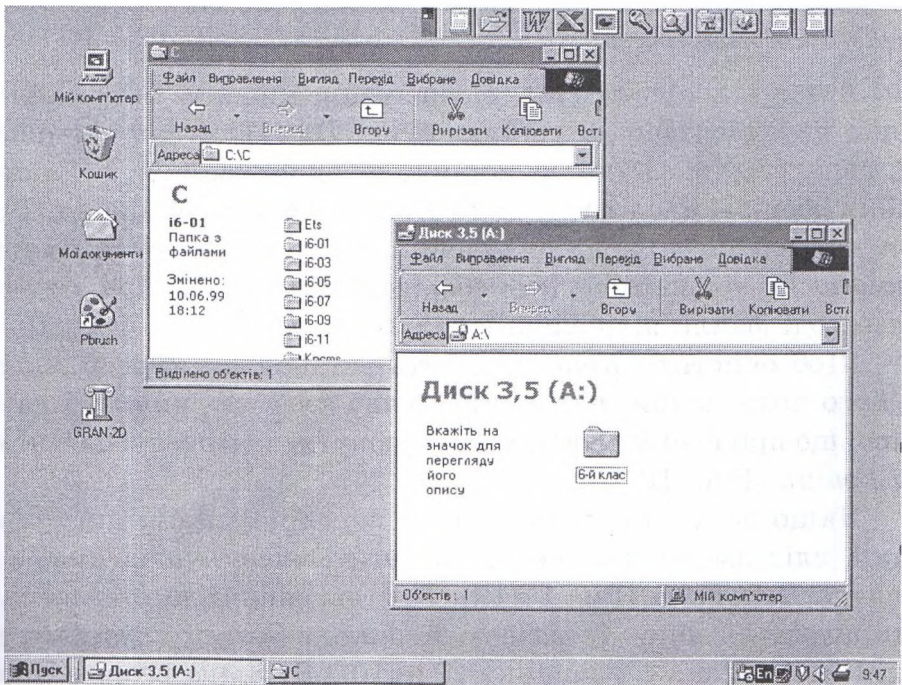 Мій комп'ютер
Кошик
Мої документи
Pbrush
GRAN-2D
C
Файл Виправлення Вигляд Перехід Вибране Довідка
Назад Вперед Вгору Вирізати Копіювати Вста
Адреса C:\C
C
i6-01
Папка з
файлами
Змінено:
10.06.99
18:12
Ets
i6-01
i6-03
i6-05
i6-07
i6-09
i6-11
Виділено об'єктів: 1
Диск 3,5 (A:)
Файл Виправлення Вигляд Перехід Вибране Довідка
Назад Вперед Вгору Вирізати Копіювати Вста
Адреса A:\
Диск 3,5 (A:)
Вкажіть на
значок для
перегляду
його
опису
6-й клас
Об'єктів: 1 Мій комп'ютер
Пуск Диск 3,5 (A:) C En 9:47